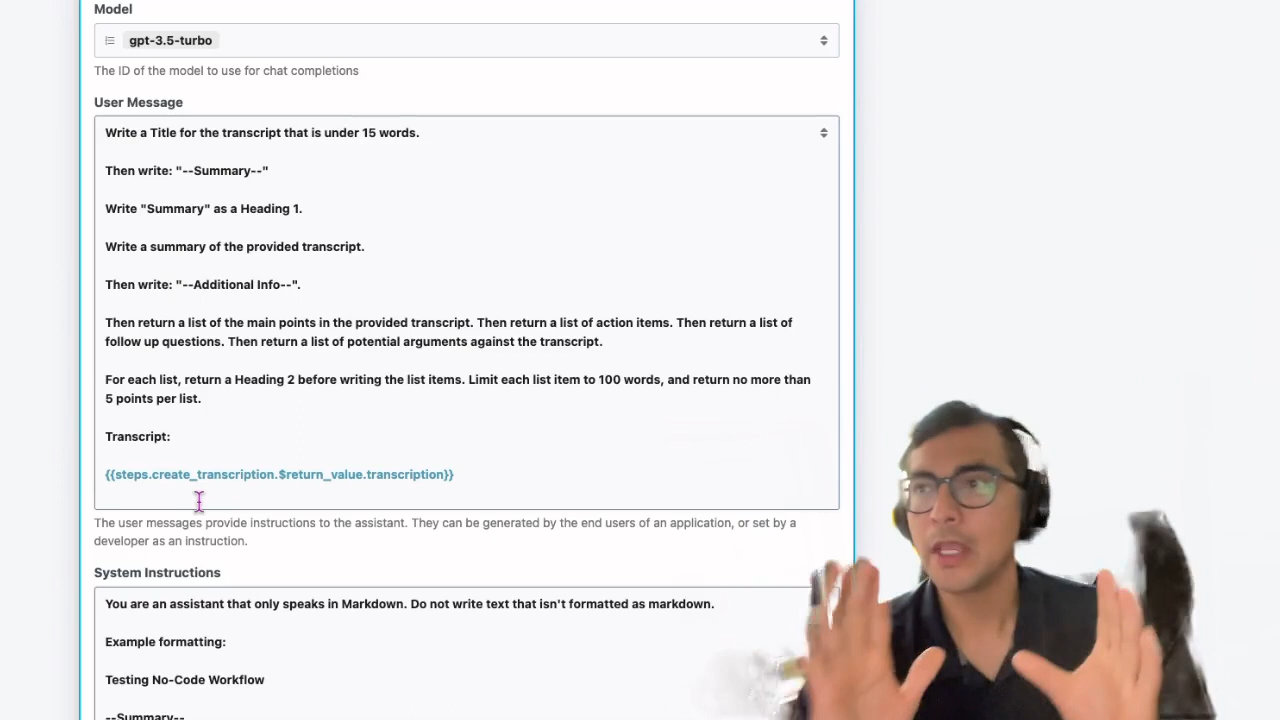 Model
gpt-3.5-turbo
The ID of the model to use for chat completions
User Message
Write a Title for the transcript that is under 15 words.
Then write: "--Summary--"
Write "Summary" as a Heading 1.
Write a summary of the provided transcript.
Then write: "--Additional Info--".
Then return a list of the main points in the provided transcript. Then return a list of action items. Then return a list of
follow up questions. Then return a list of potential arguments against the transcript.
For each list, return a Heading 2 before writing the list items. Limit each list item to 100 words, and return no more than
5 points per list.
Transcript:
{{steps.create_transcription.$return_value.transcription}}
The user messages provide instructions to the assistant. They can be generated by the end users of an application, or set by a
developer as an instruction.
System Instructions
You are an assistant that only speaks in Markdown. Do not write text that isn't formatted as markdown.
Example formatting:
Testing No-Code Workflow
--Summary--